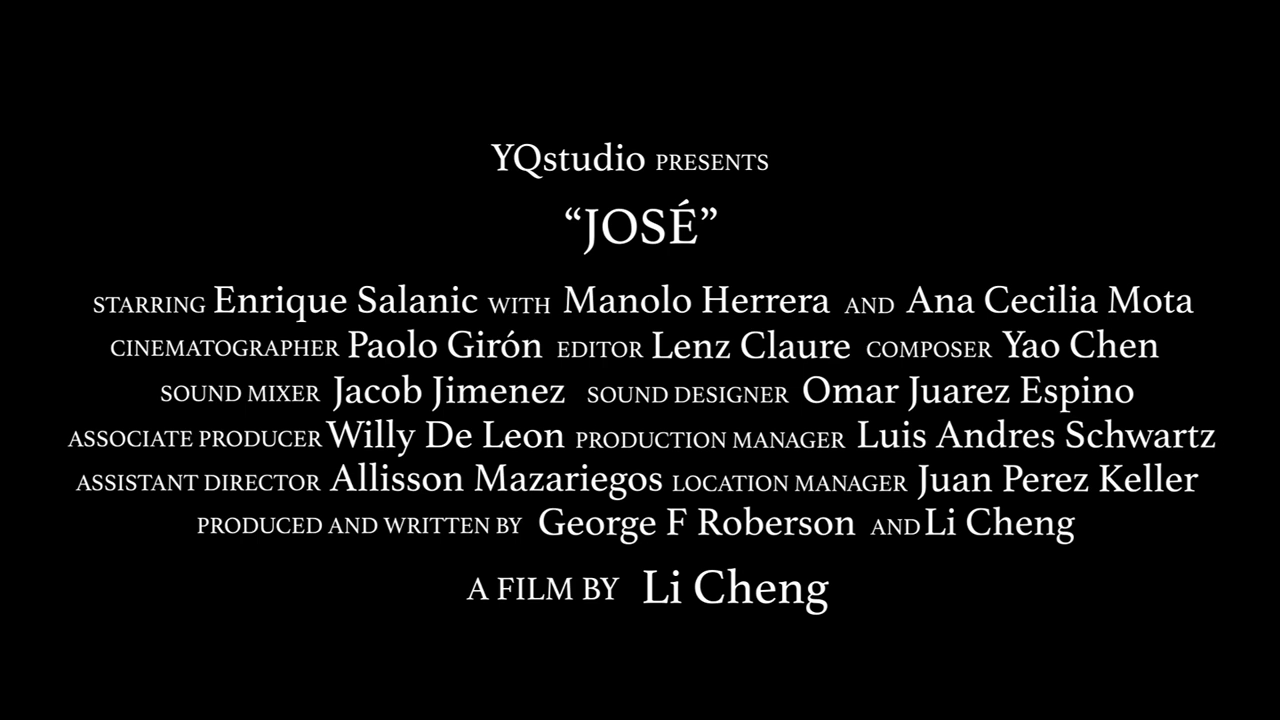 YQstudio PRESENTS
“JOSÉ”
STARRING Enrique Salanic WITH Manolo Herrera AND Ana Cecilia Mota
CINEMATOGRAPHER Paolo Girón EDITOR Lenz Claure COMPOSER Yao Chen
SOUND MIXER Jacob Jimenez SOUND DESIGNER Omar Juarez Espino
ASSOCIATE PRODUCER Willy De Leon PRODUCTION MANAGER Luis Andres Schwartz
ASSISTANT DIRECTOR Allisson Mazariegos LOCATION MANAGER Juan Perez Keller
PRODUCED AND WRITTEN BY George F Roberson AND Li Cheng
A FILM BY Li Cheng